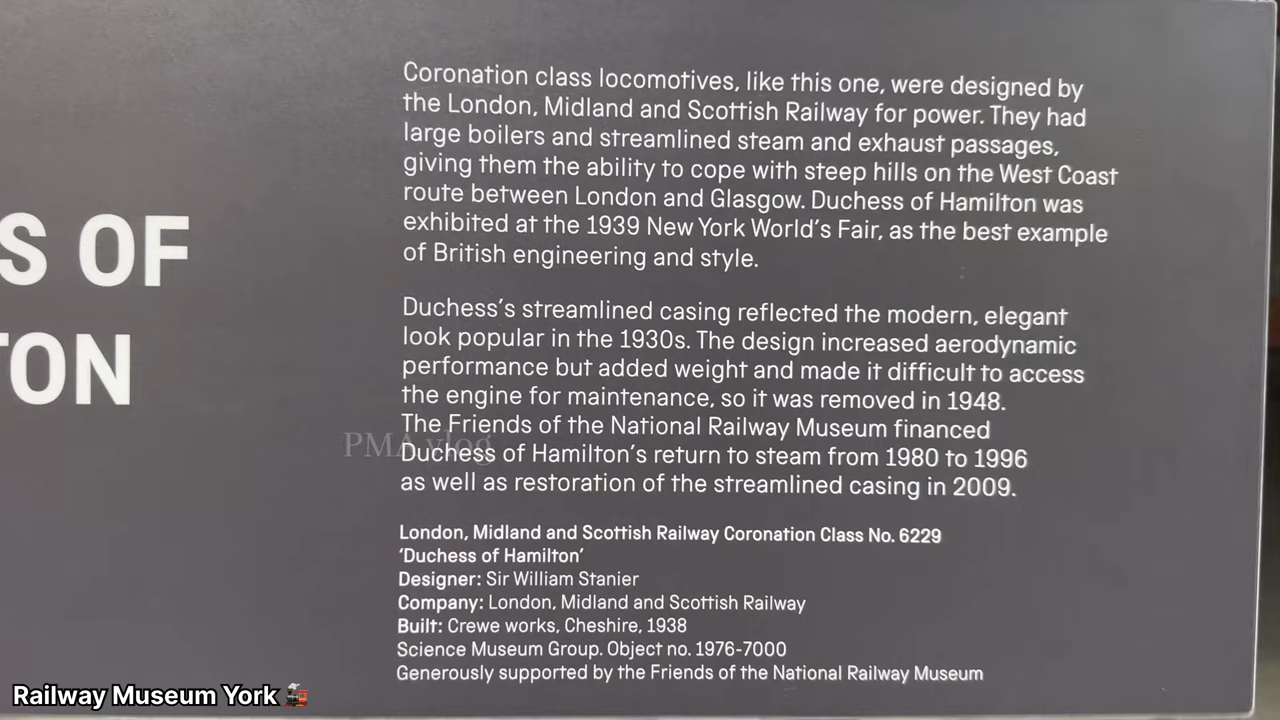 S OF
TON
Coronation class locomotives, like this one, were designed by
the London, Midland and Scottish Railway for power. They had
large boilers and streamlined steam and exhaust passages,
giving them the ability to cope with steep hills on the West Coast
route between London and Glasgow. Duchess of Hamilton was
exhibited at the 1939 New York World's Fair, as the best example
of British engineering and style.
Duchess's streamlined casing reflected the modern, elegant
look popular in the 1930s. The design increased aerodynamic
performance but added weight and made it difficult to access
the engine for maintenance, so it was removed in 1948.
The Friends of the National Railway Museum financed
Duchess of Hamilton's return to steam from 1980 to 1996
as well as restoration of the streamlined casing in 2009.
London, Midland and Scottish Railway Coronation Class No. 6229
‘Duchess of Hamilton’
Designer: Sir William Stanier
Company: London, Midland and Scottish Railway
Built: Crewe works, Cheshire, 1938
Science Museum Group. Object no. 1976-7000
Generously supported by the Friends of the National Railway Museum
PMA vlog
Railway Museum York 🚂